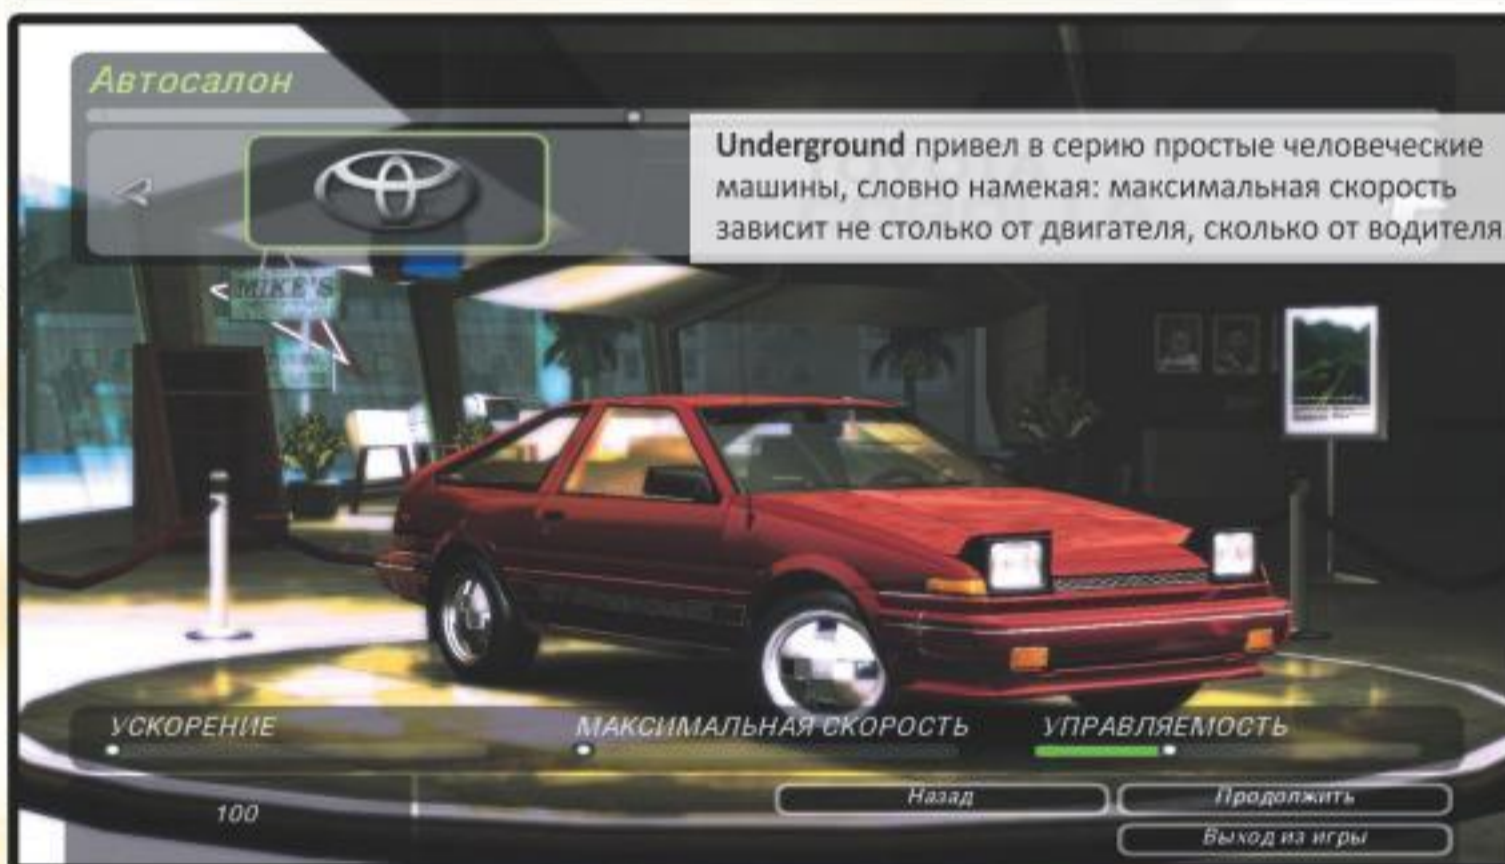 Автосалон
Underground привел в серию простые человеческие
машины, словно намекая: максимальная скорость
зависит не столько от двигателя, сколько от водителя
MIKE'S
УСКОРЕНИЕ
МАКСИМАЛЬНАЯ СКОРОСТЬ
УПРАВЛЯЕМОСТЬ
100
Назад
Продолжить
Выход из игры